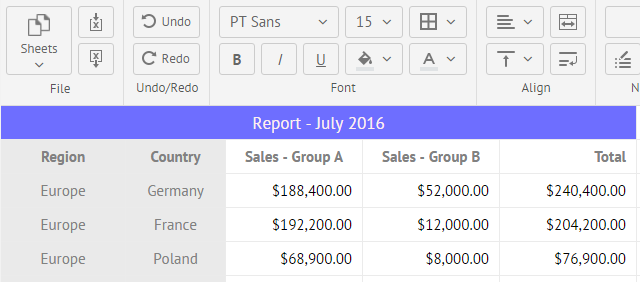 Sheets
Undo
Redo
PT Sans 15
B I U A
File Undo/Redo Font Align N
Report - July 2016
Region Country Sales - Group A Sales - Group B Total
Europe Germany $188,400.00 $52,000.00 $240,400.00
Europe France $192,200.00 $12,000.00 $204,200.00
Europe Poland $68,900.00 $8,000.00 $76,900.00